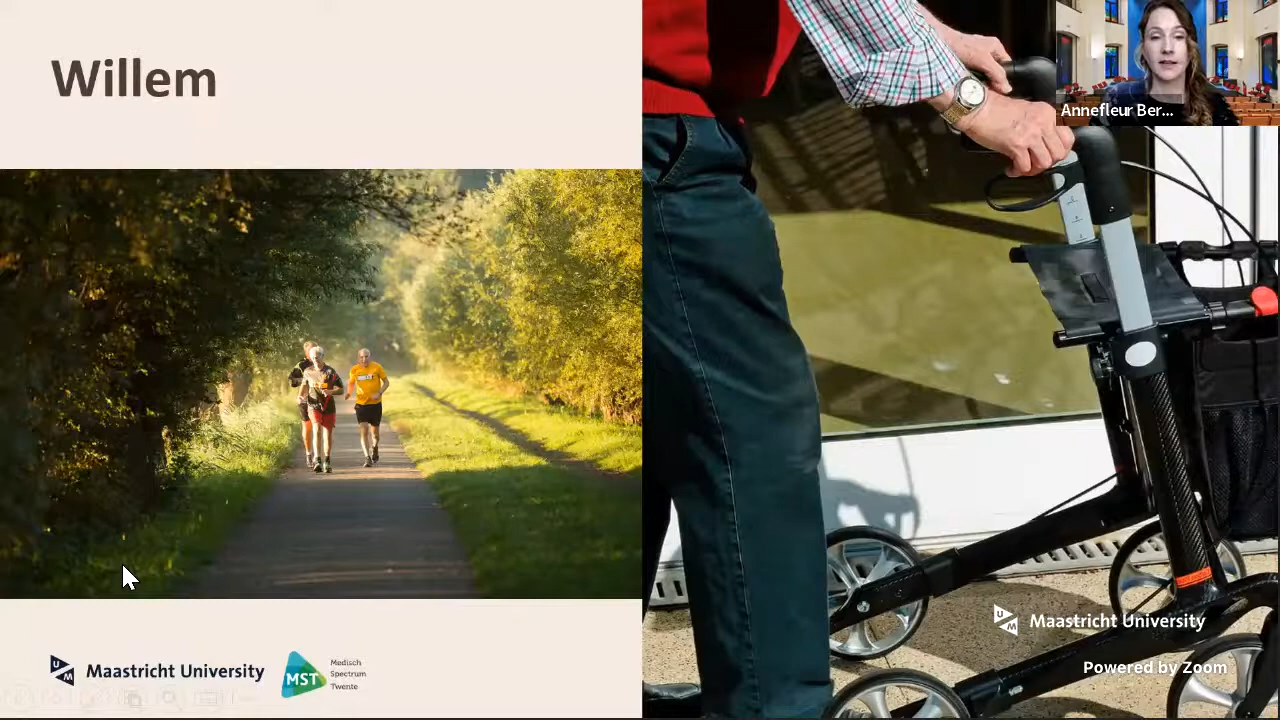 Willem
Annefleur Ber...
Maastricht University
MST
Medisch
Spectrum
Twente
Maastricht University
Powered by Zoom